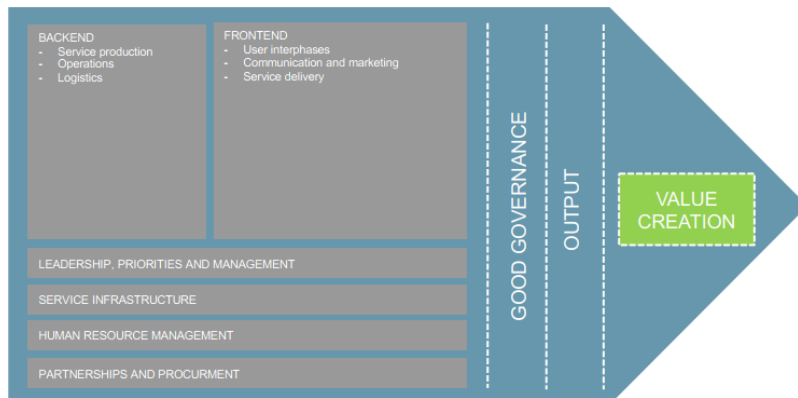 BACKEND
- Service production
- Operations
- Logistics
FRONTEND
- User interphases
- Communication and marketing
- Service delivery
LEADERSHIP, PRIORITIES AND MANAGEMENT
SERVICE INFRASTRUCTURE
HUMAN RESOURCE MANAGEMENT
PARTNERSHIPS AND PROCURMENT
GOOD GOVERNANCE
OUTPUT
VALUE
CREATION